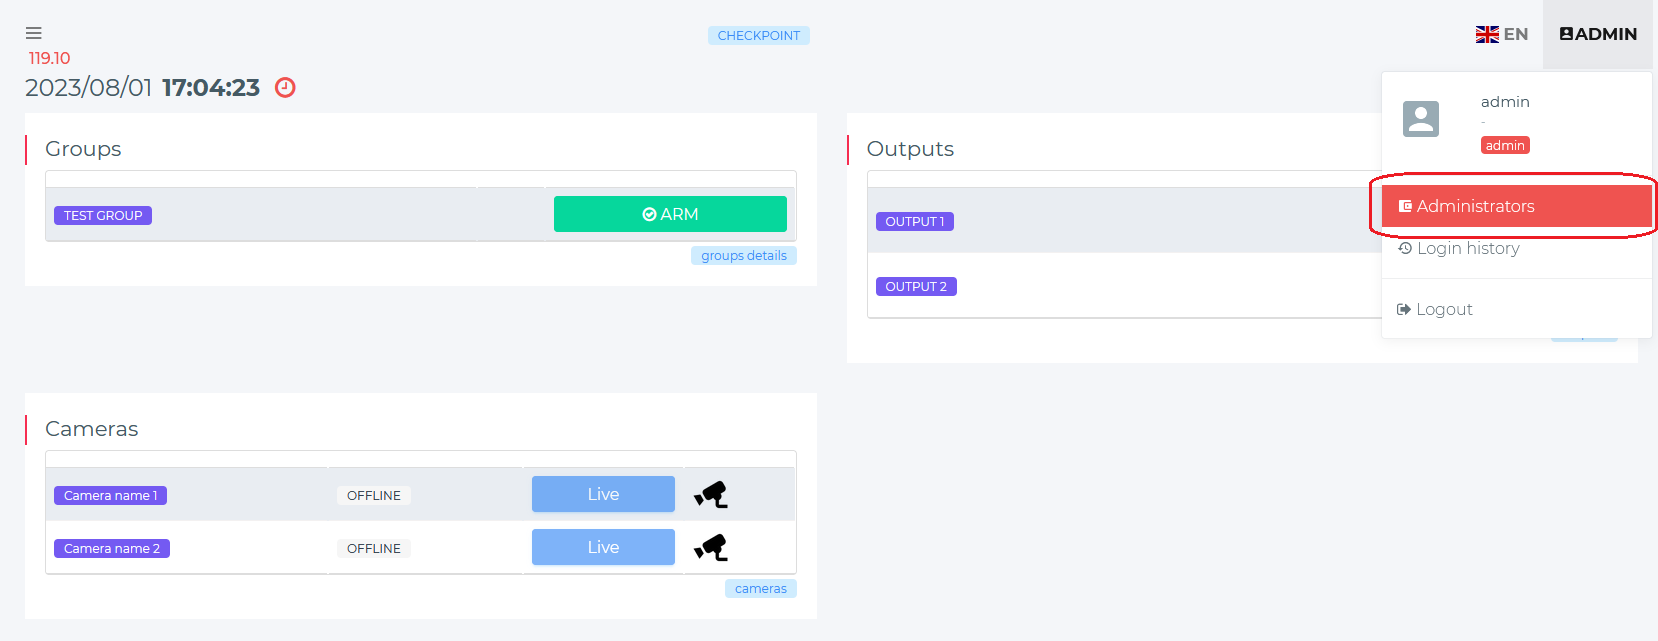 CHECKPOINT
EN
ADMIN
119.10
2023/08/01 17:04:23
admin
-
admin
Administrators
Login history
Logout
Groups
TEST GROUP
ARM
groups details
Outputs
OUTPUT 1
OUTPUT 2
Cameras
Camera name 1 OFFLINE Live
Camera name 2 OFFLINE Live
cameras